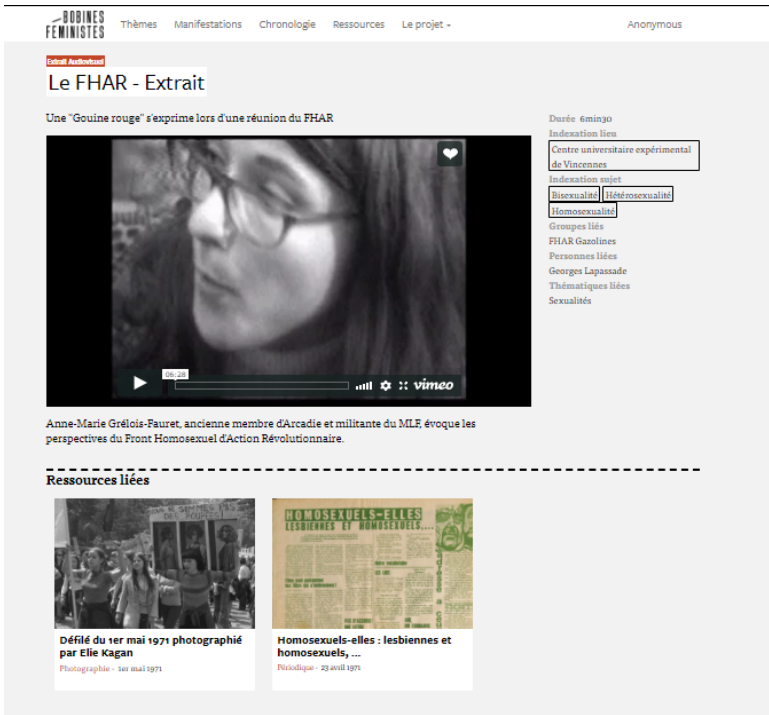 BOBINES
FEMINISTES
Thèmes Manifestations Chronologie Ressources Le projet Anonymous
Extrait Audiovisuel
Le FHAR - Extrait
Une "Gouine rouge" s'exprime lors d'une réunion du FHAR
06:28
vimeo
Anne-Marie Grélois-Fauret, ancienne membre d'Arcadie et militante du MLF, évoque les
perspectives du Front Homosexuel d'Action Révolutionnaire.
Durée 6min30
Indexation lieu
Centre universitaire expérimental
de Vincennes
Indexation sujet
Bisexualité Hétérosexualité
Homosexualité
Groupes liés
FHAR Gazolines
Personnes liées
Georges Lapassade
Thématiques liées
Sexualités
Ressources liées
SOMMES PAS
DES POUPÉES!
Défilé du 1er mai 1971 photographié
par Elie Kagan
Photographie - 1er mai 1971
HOMOSEXUELS-ELLES
LESBIENNES ET HOMOSEXUELS....
Homosexuels-elles : lesbiennes et
homosexuels, ...
Périodique - 23 avril 1971